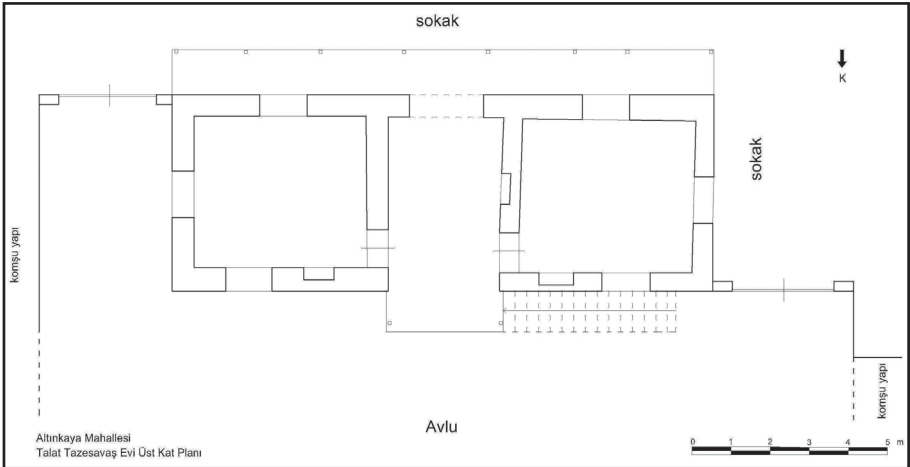 sokak
K
sokak
komşu yapı
komşu yapı
Avlu
Altınkaya Mahallesi
Talat Tazesavaş Evi Üst Kat Planı
0 1 2 3 4 5 m